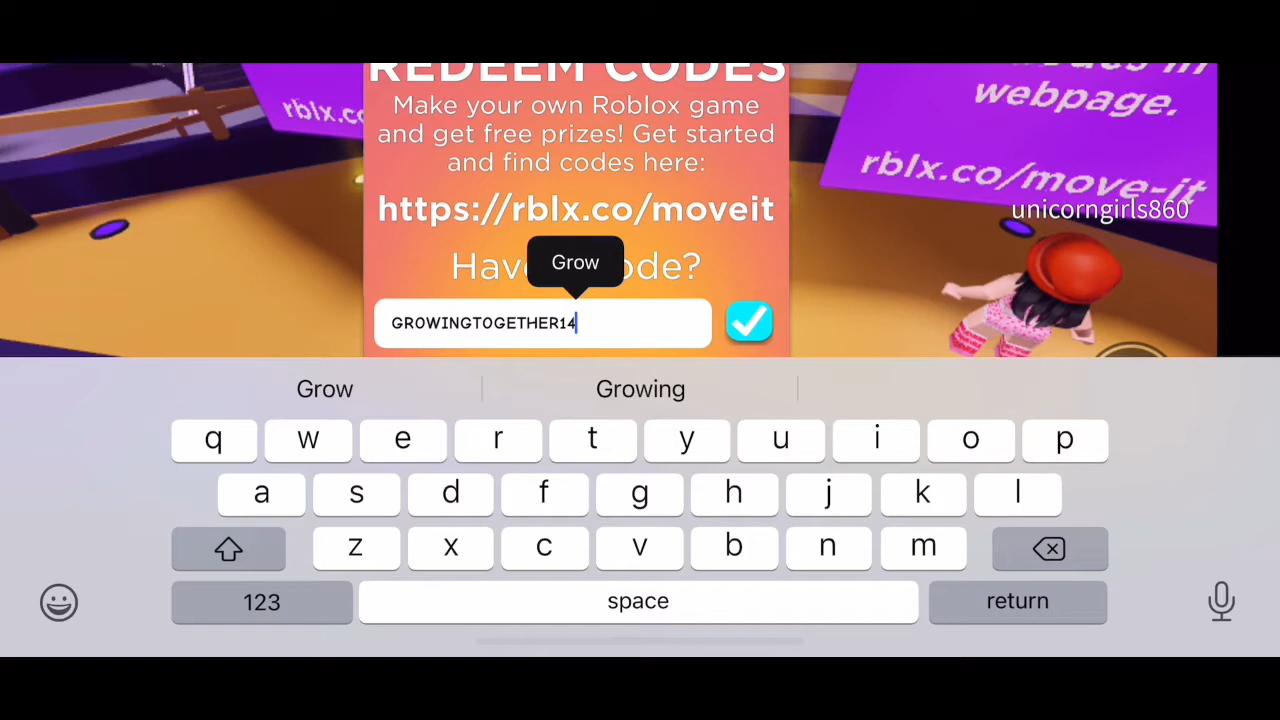 REDEEM CODES
Make your own Roblox game
and get free prizes! Get started
and find codes here:
https://rblx.co/moveit
Have ode?
Grow
GROWINGTOGETHER14
rblx.c
webpage.
rblx.co/move-it
unicorngirls860
Grow Growing
q w e r t y u i o p
a s d f g h j k l
z x c v b n m
123 space return